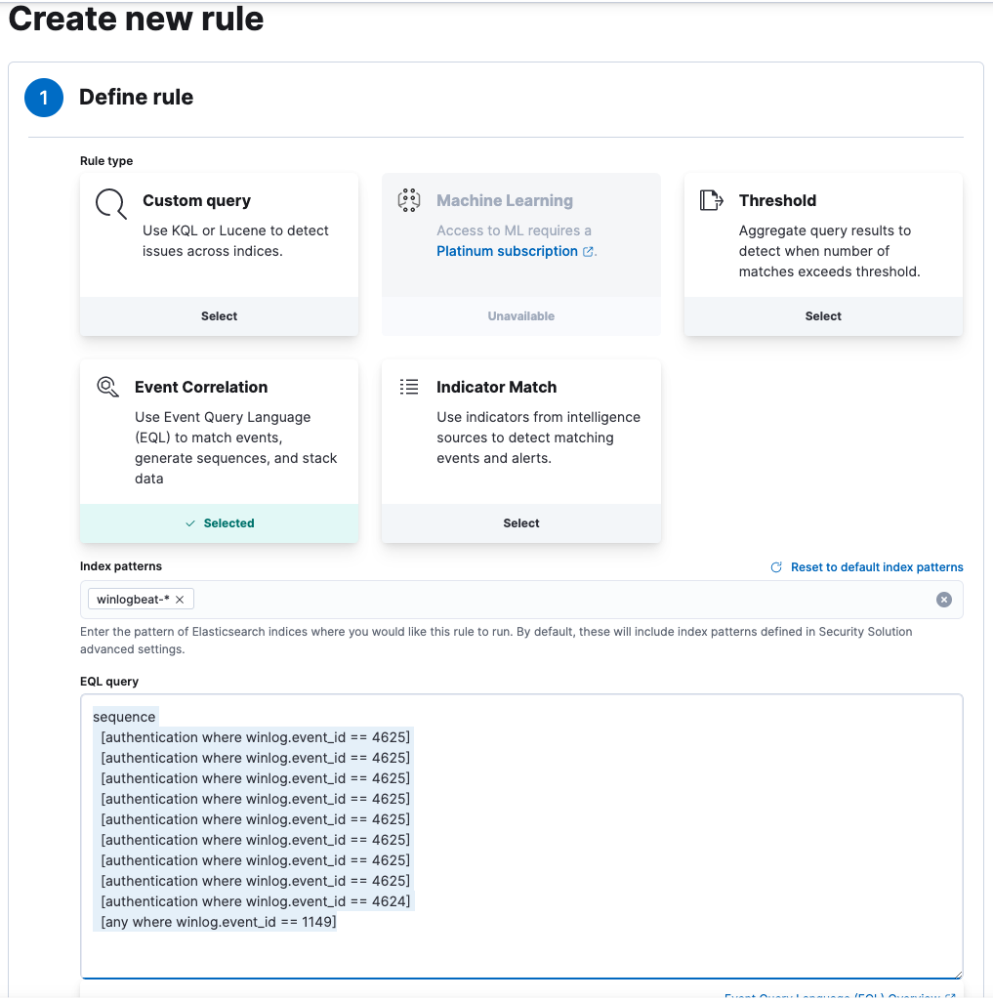 Create new rule
1
Define rule
Rule type
Custom query
Use KQL or Lucene to detect
issues across indices.
Select
Machine Learning
Access to ML requires a
Platinum subscription.
Unavailable
Threshold
Aggregate query results to
detect when number of
matches exceeds threshold.
Select
Event Correlation
Use Event Query Language
(EQL) to match events,
generate sequences, and stack
data
Selected
Indicator Match
Use indicators from intelligence
sources to detect matching
events and alerts.
Select
Index patterns
Reset to default index patterns
winlogbeat-*
Enter the pattern of Elasticsearch indices where you would like this rule to run. By default, these will include index patterns defined in Security Solution
advanced settings.
EQL query
sequence
[authentication where winlog.event_id == 4625]
[authentication where winlog.event_id == 4625]
[authentication where winlog.event_id == 4625]
[authentication where winlog.event_id == 4625]
[authentication where winlog.event_id == 4625]
[authentication where winlog.event_id == 4625]
[authentication where winlog.event_id == 4625]
[authentication where winlog.event_id == 4625]
[authentication where winlog.event_id == 4624]
[any where winlog.event_id == 1149]
Event Query Language (EQL) Overview